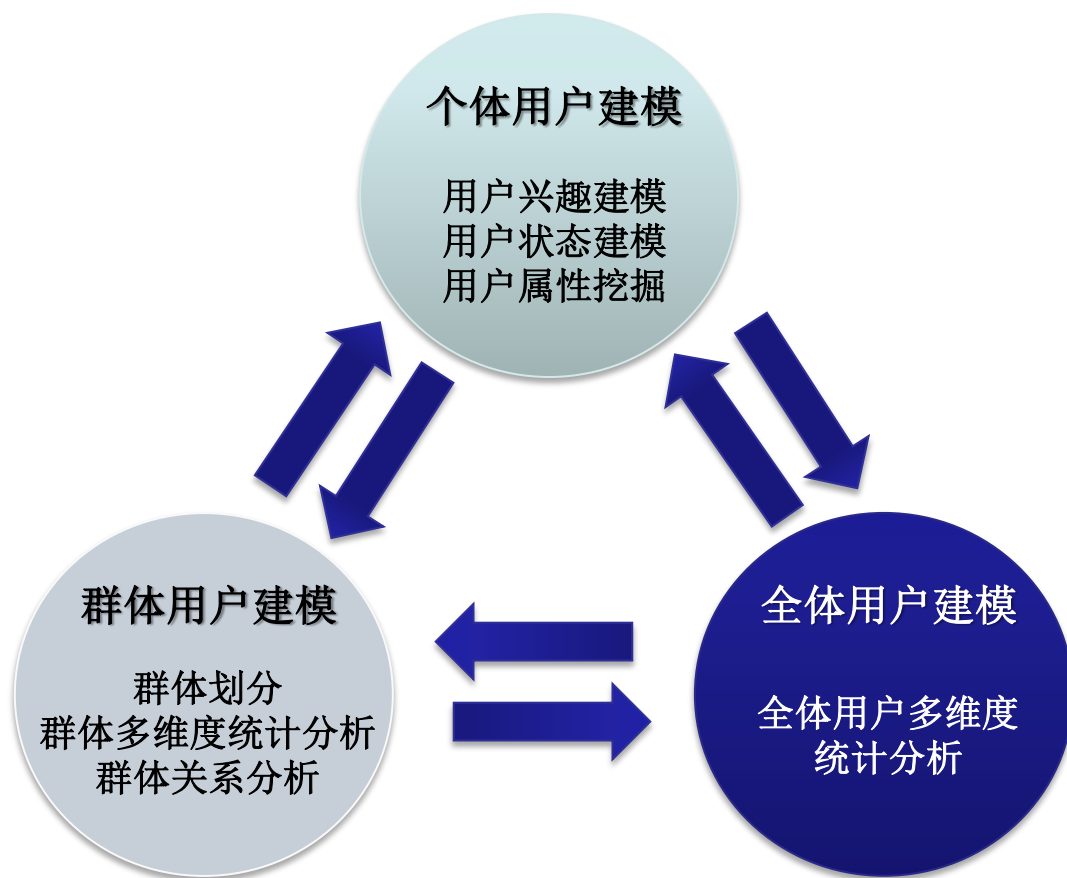 个体用户建模
用户兴趣建模
用户状态建模
用户属性挖掘
群体用户建模
群体划分
群体多维度统计分析
群体关系分析
全体用户建模
全体用户多维度
统计分析